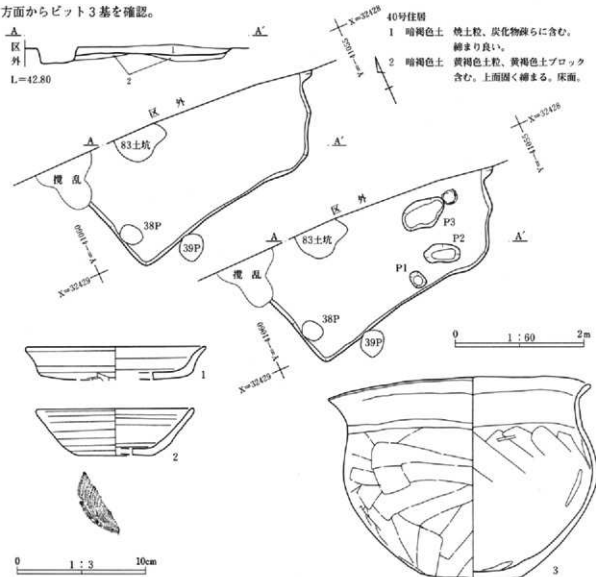 方面からピット3基を確認。
A
A′
区
外
1
2
L=42.80
40号住居
1 暗褐色土 焼土粒、炭化物疎らに含む。
締まり良い。
2 暗褐色土 黄褐色土粒、黄褐色土ブロック
含む。上面固く締まる。床面。
X=32428
Y=-41055
区外
A
A′
83土坑
攪乱
38P
39P
Y=-41060
X=32429
X=32428
Y=-41055
区外
A
A′
83土坑
攪乱
P3
P2
P1
38P
39P
Y=-41060
X=32429
0 1:60 2m
1
2
3
0 1:3 10cm